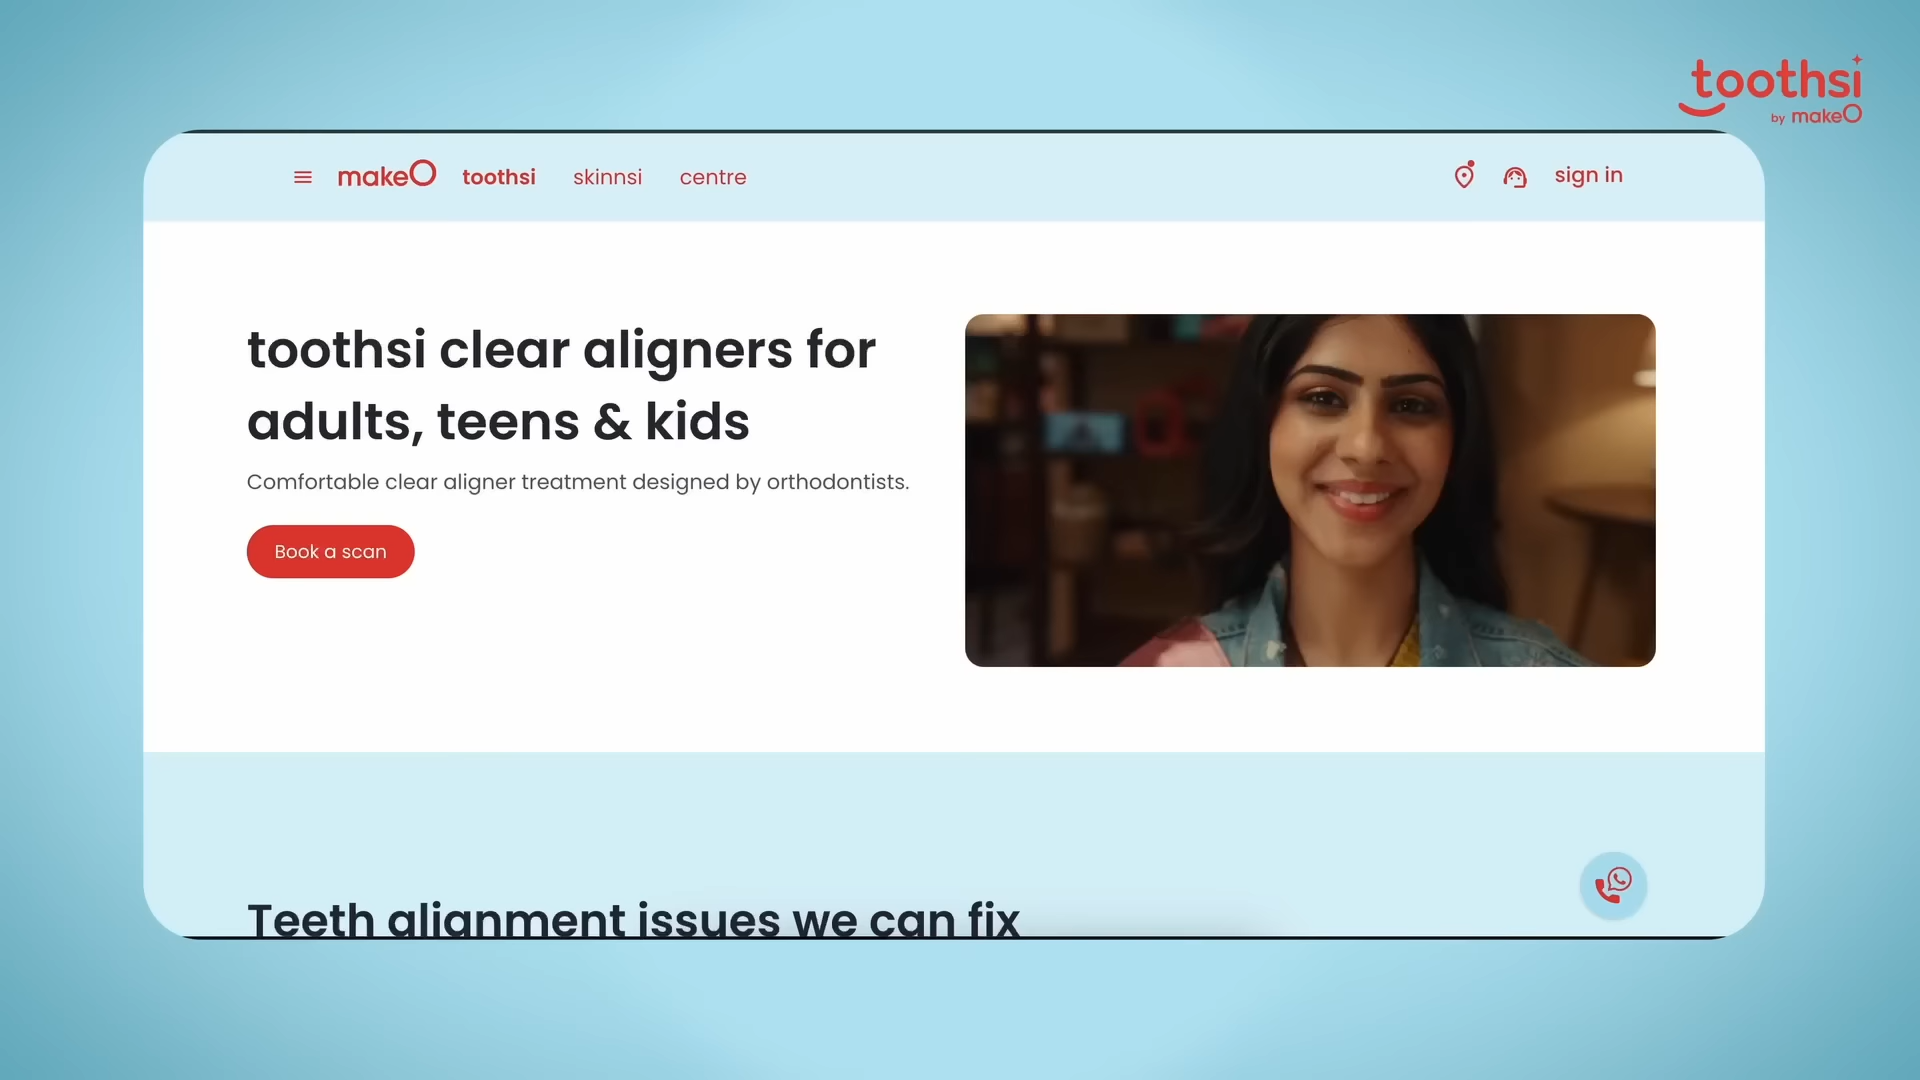 toothsi
by makeO
makeO toothsi skinnsi centre sign in
toothsi clear aligners for
adults, teens & kids
Comfortable clear aligner treatment designed by orthodontists.
Book a scan
Teeth alignment issues we can fix